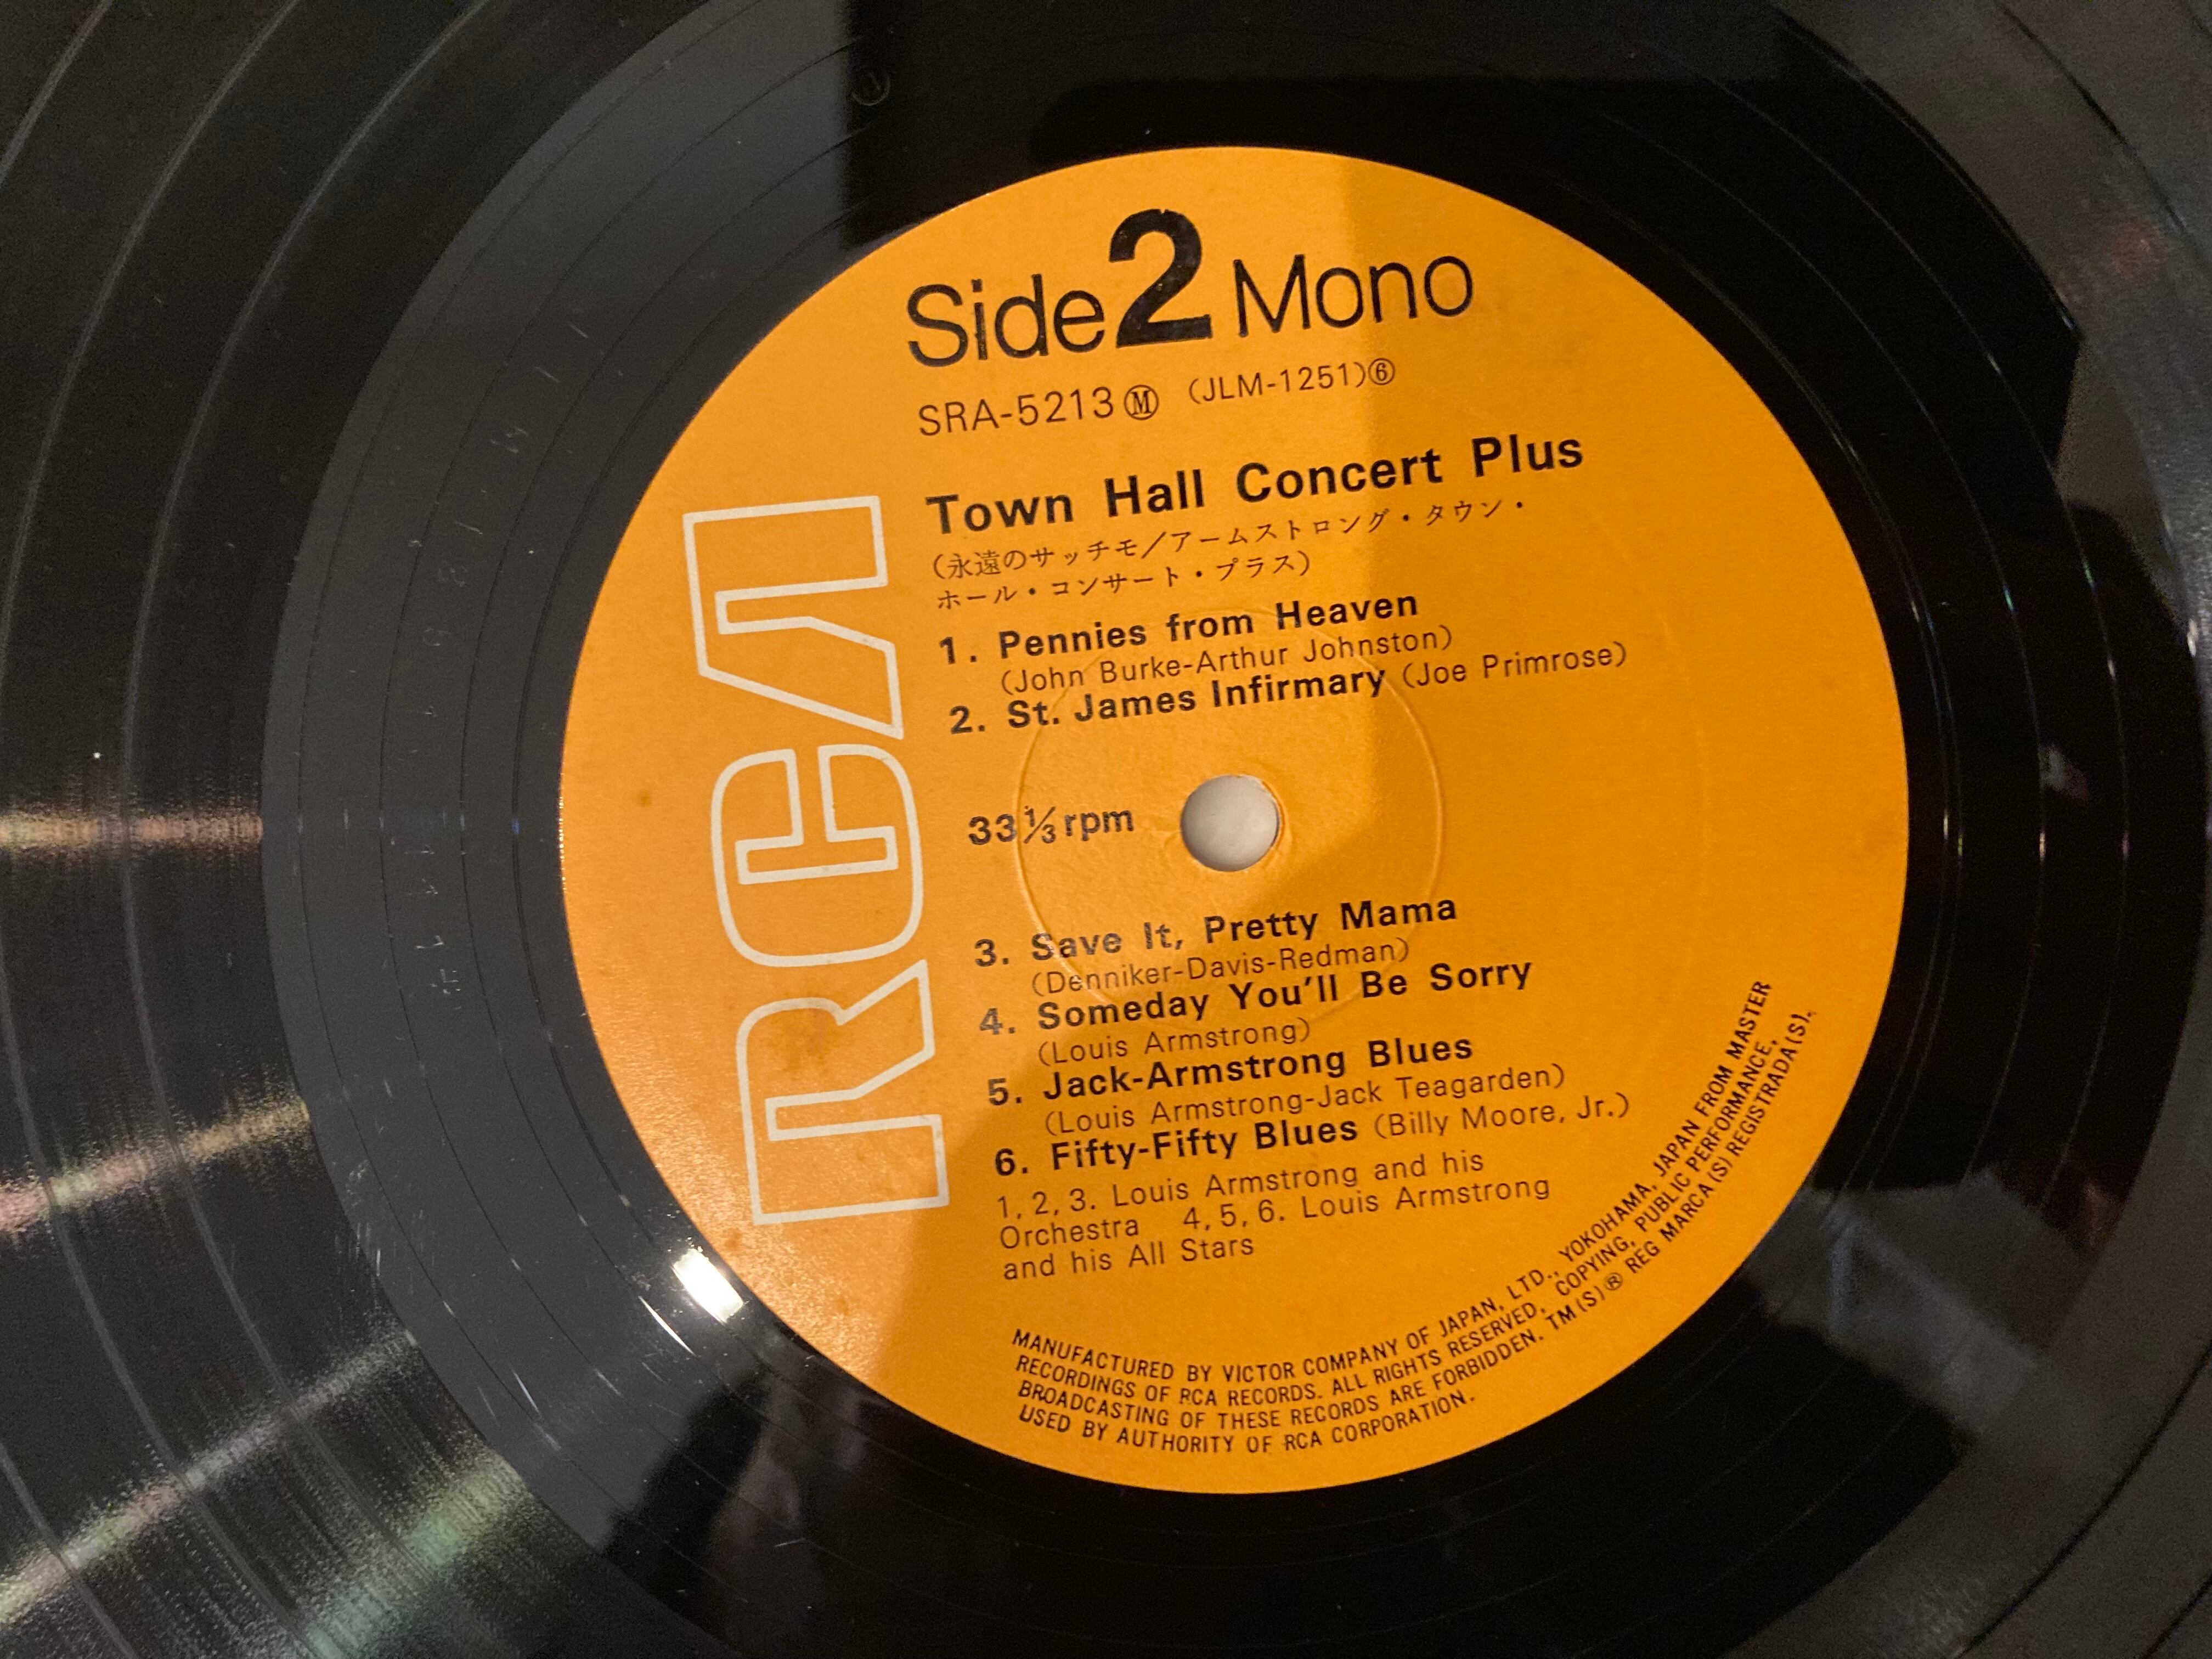 Side 2 Mono
SRA-5213 Ⓜ (JLM-1251)⑥
Town Hall Concert Plus
(永遠のサッチモ/アームストロング・タウン・
ホール・コンサート・プラス)
1. Pennies from Heaven
(John Burke-Arthur Johnston)
2. St. James Infirmary (Joe Primrose)
RCA
33⅓ rpm
3. Save It, Pretty Mama
(Denniker-Davis-Redman)
4. Someday You'll Be Sorry
(Louis Armstrong)
5. Jack-Armstrong Blues
(Louis Armstrong-Jack Teagarden)
6. Fifty-Fifty Blues (Billy Moore, Jr.)
1, 2, 3. Louis Armstrong and his
Orchestra 4, 5, 6. Louis Armstrong
and his All Stars
MANUFACTURED BY VICTOR COMPANY OF JAPAN, LTD., YOKOHAMA, JAPAN FROM MASTER
RECORDINGS OF RCA RECORDS. ALL RIGHTS RESERVED, COPYING, PUBLIC PERFORMANCE,
BROADCASTING OF THESE RECORDS ARE FORBIDDEN. TM(S)® REG MARCA(S) REGISTRADA(S).
USED BY AUTHORITY OF RCA CORPORATION.